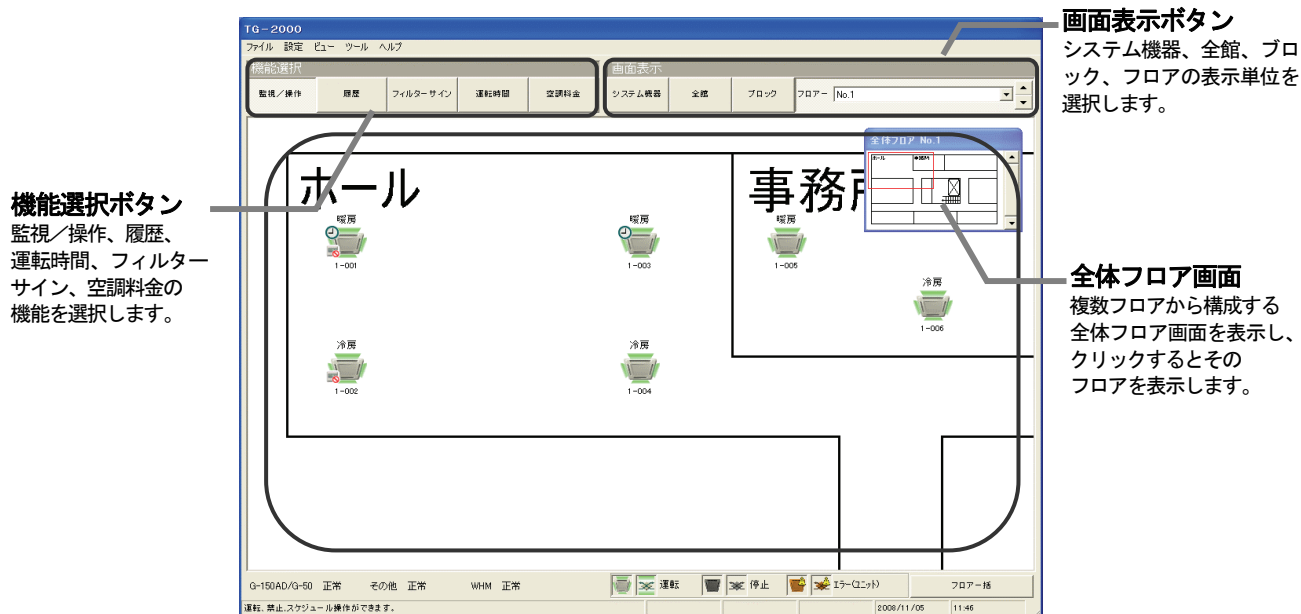 TG-2000
ファイル 設定 ビュー ツール ヘルプ
機能選択
監視／操作 履歴 フィルターサイン 運転時間 空調料金
画面表示
システム機器 全館 ブロック フロアー No.1
画面表示ボタン
システム機器、全館、ブロ
ック、フロアの表示単位を
選択します。
機能選択ボタン
監視／操作、履歴、
運転時間、フィルター
サイン、空調料金の
機能を選択します。
ホール
暖房
1-001
暖房
1-003
冷房
1-002
冷房
1-004
事務所
暖房
1-005
冷房
1-006
全体フロア No.1
ホール 事務所
全体フロア画面
複数フロアから構成する
全体フロア画面を表示し、
クリックするとその
フロアを表示します。
G-150AD/G-50 正常 その他 正常 WHM 正常
運転 停止 エラー(ユニット)
フロア一括
運転、禁止、スケジュール操作ができます。
2008/11/05 11:46